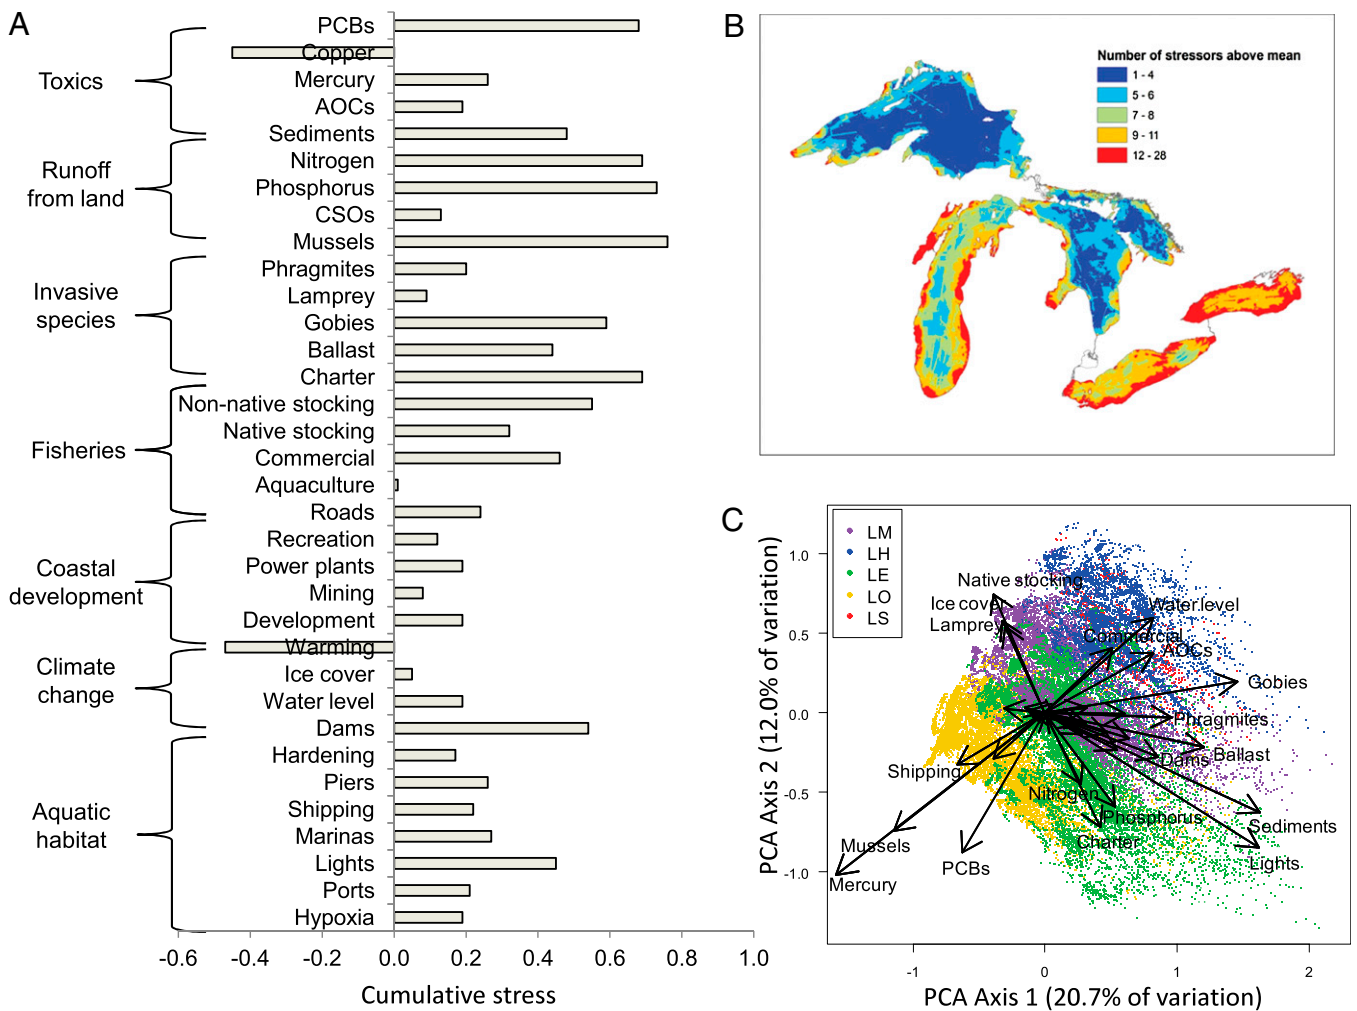 A
PCBs
Copper
Mercury
AOCs
Sediments
Nitrogen
Phosphorus
CSOs
Mussels
Phragmites
Lamprey
Gobies
Ballast
Charter
Non-native stocking
Native stocking
Commercial
Aquaculture
Roads
Recreation
Power plants
Mining
Development
Warming
Ice cover
Water level
Dams
Hardening
Piers
Shipping
Marinas
Lights
Ports
Hypoxia
Toxics
Runoff
from land
Invasive
species
Fisheries
Coastal
development
Climate
change
Aquatic
habitat
-0.6 -0.4 -0.2 0.0 0.2 0.4 0.6 0.8 1.0
Cumulative stress
B
Number of stressors above mean
1 - 4
5 - 6
7 - 8
9 - 11
12 - 28
C
LM
LH
LE
LO
LS
PCA Axis 2 (12.0% of variation)
1.0
0.5
0.0
-0.5
-1.0
Native stocking
Ice cover
Lamprey
Water level
Commercial
AOCs
Gobies
Phragmites
Ballast
Dams
Shipping
Nitrogen
Phosphorus
Sediments
Charter
Mussels
Lights
PCBs
Mercury
-1 0 1 2
PCA Axis 1 (20.7% of variation)